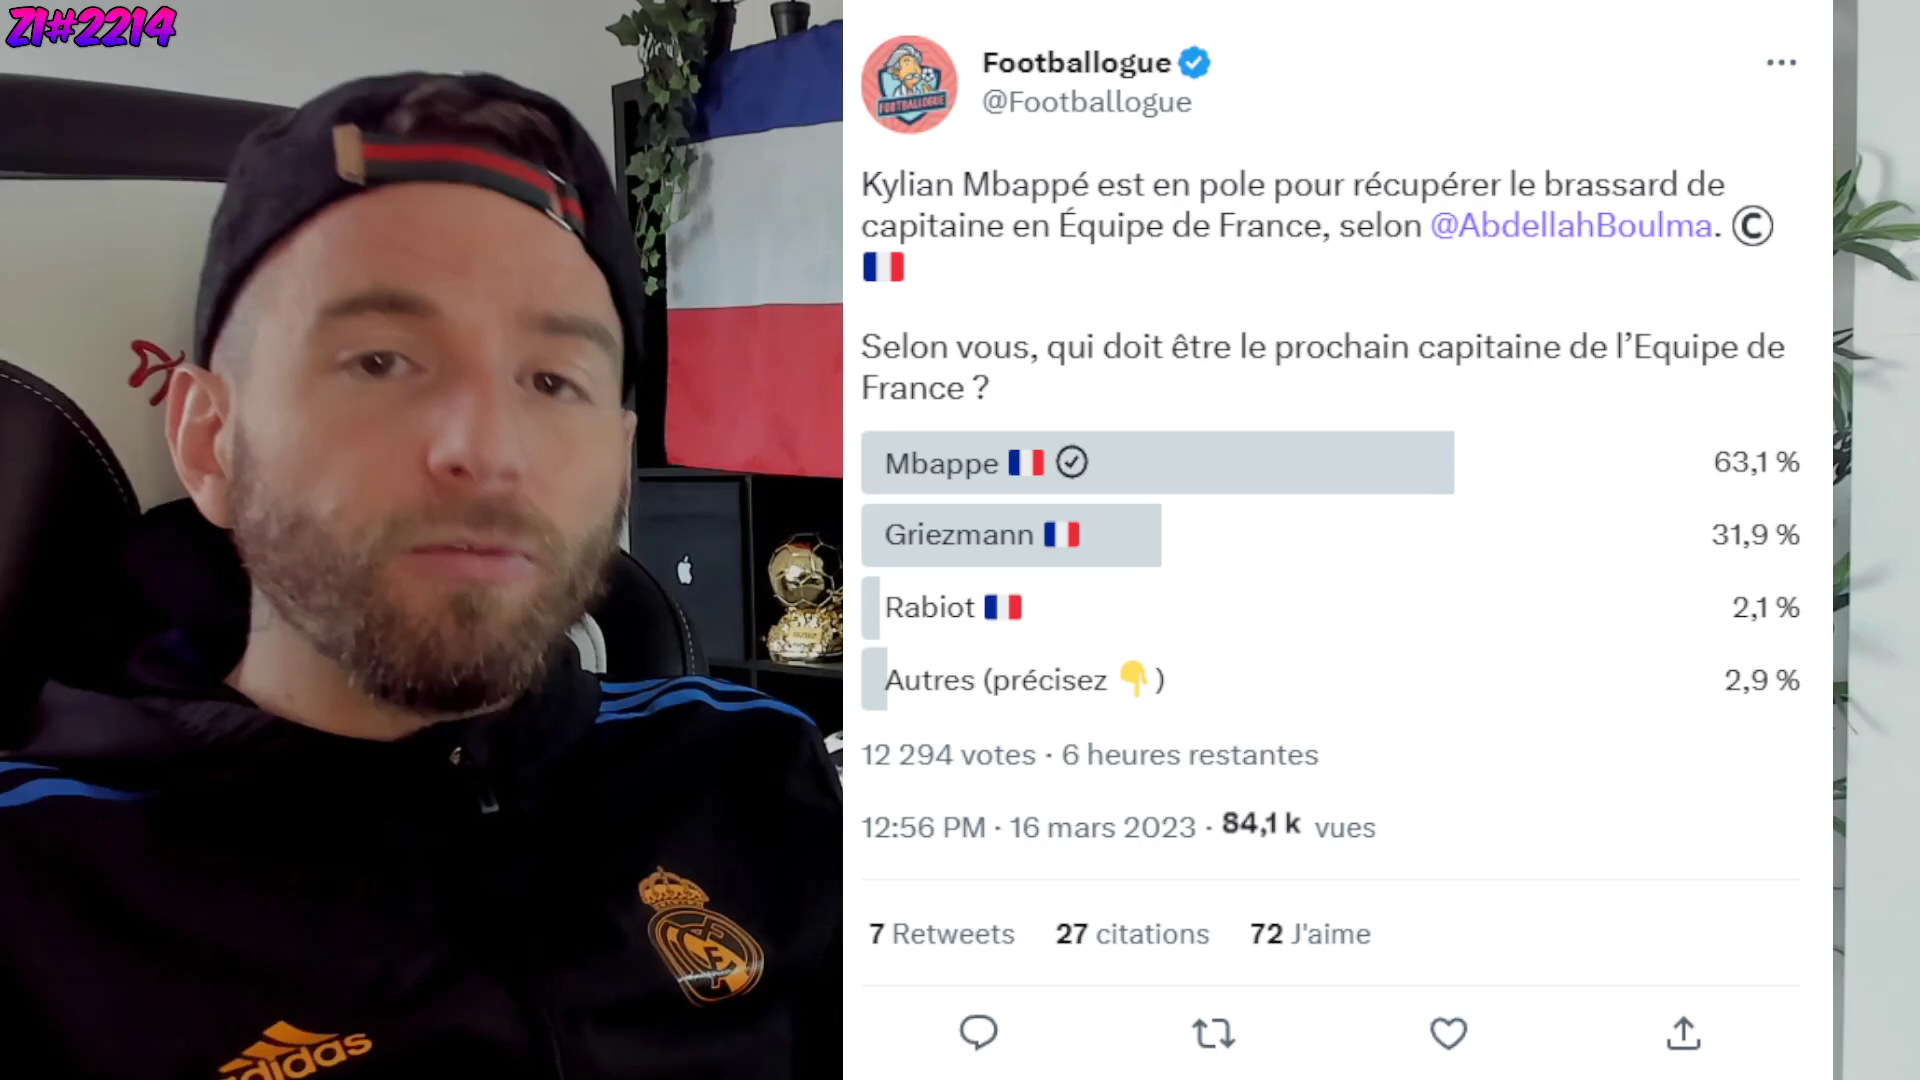 Z1#2214
Footballogue
@Footballogue
FOOTBALLOGUE
Kylian Mbappé est en pole pour récupérer le brassard de
capitaine en Équipe de France, selon @AbdellahBoulma. ©
Selon vous, qui doit être le prochain capitaine de l’Equipe de
France ?
Mbappe 63,1 %
Griezmann 31,9 %
Rabiot 2,1 %
Autres (précisez 👇 ) 2,9 %
12 294 votes · 6 heures restantes
12:56 PM · 16 mars 2023 · 84,1 k vues
7 Retweets 27 citations 72 J'aime
adidas